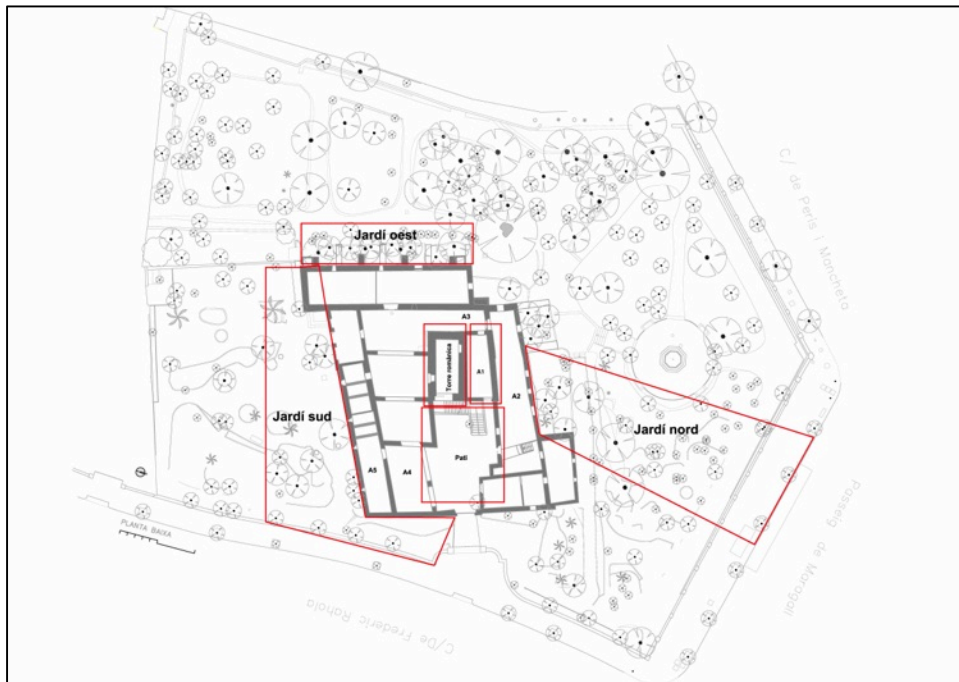 C/ de Peris i Mencheta
Jardí oest
A3
Torre romànica
A1
A2
Jardí sud
Jardí nord
Patí
A5
A4
PLANTA BAIXA
Passeig de Maragall
C/De Frederic Rahola